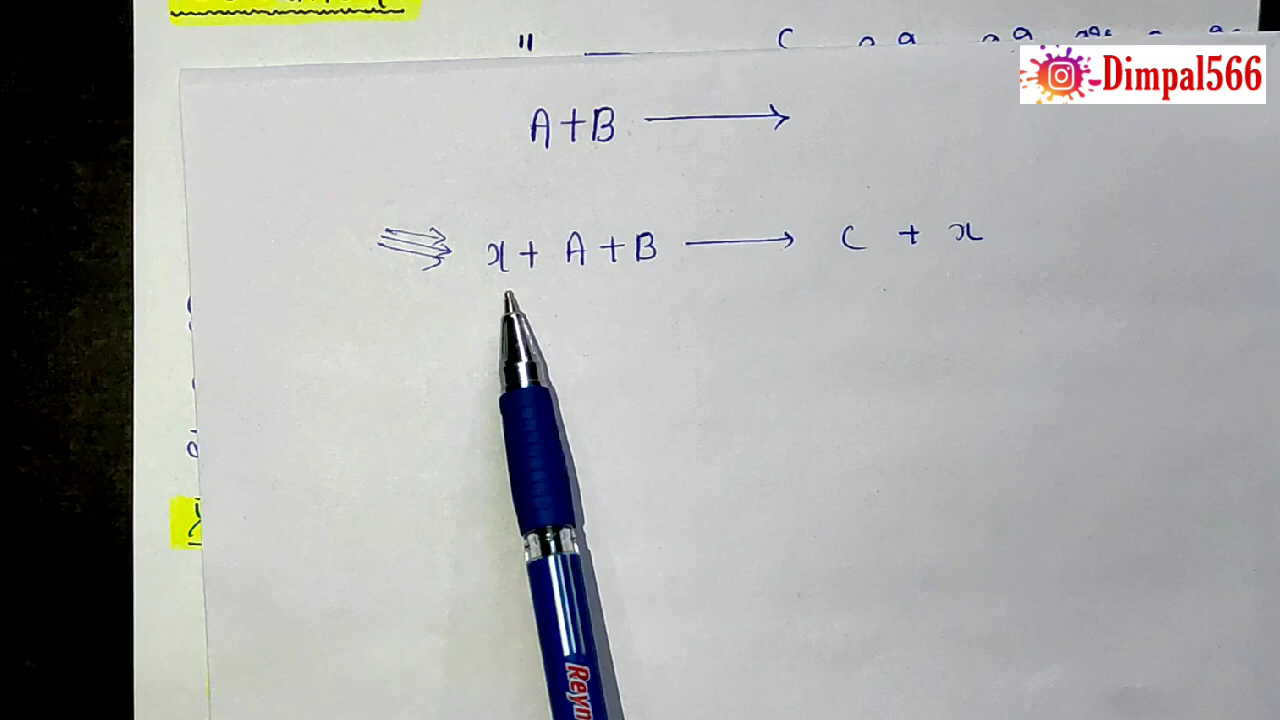 -Dimpal566
A+B ⟶
x + A + B ⟶ C + x
Reyn